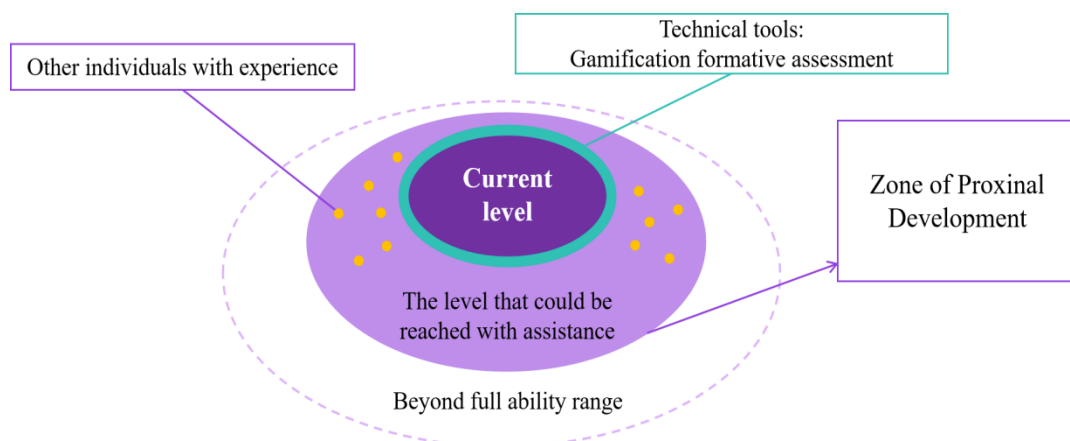 Technical tools:
Gamification formative assessment
Other individuals with experience
Current
level
Zone of Proxinal
Development
The level that could be
reached with assistance
Beyond full ability range